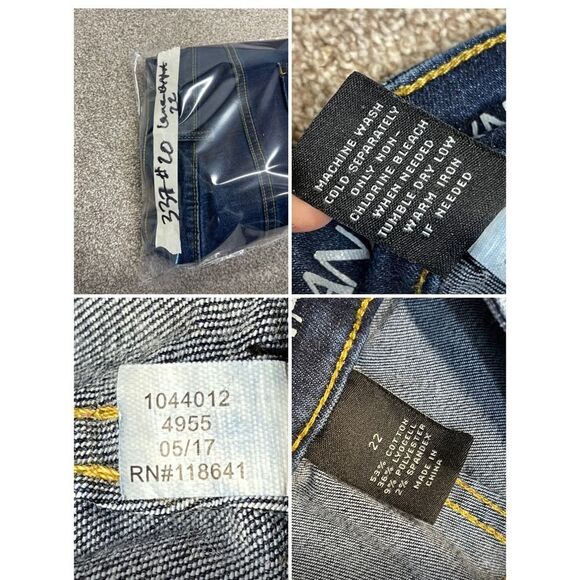 Lane Bryant
22
337 #20
MACHINE WASH
COLD SEPARATELY
ONLY NON-
CHLORINE BLEACH
WHEN NEEDED
TUMBLE DRY LOW
WARM IRON
IF NEEDED
1044012
4955
05/17
RN#118641
22
53% COTTON
36% LYOCELL
9% POLYESTER
2% SPANDEX
MADE IN
CHINA